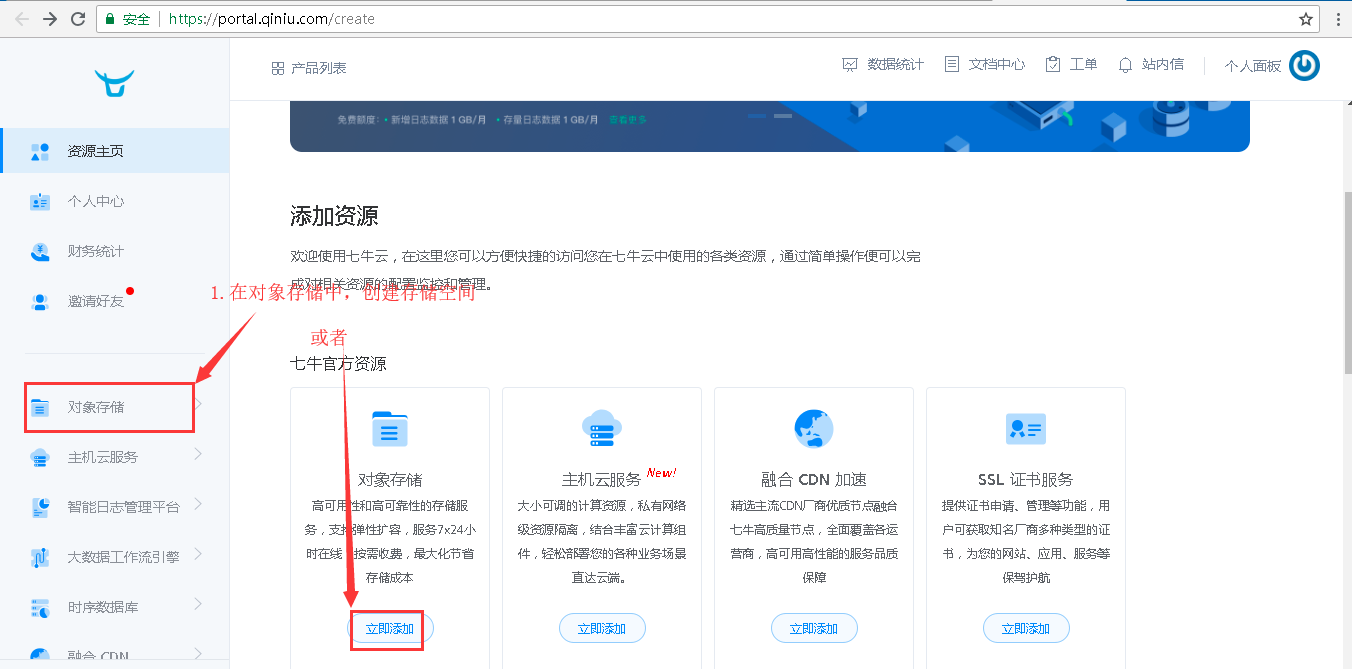 安全 https://portal.qiniu.com/create
产品列表 数据统计 文档中心 工单 站内信 个人面板
免费额度： • 新增日志数据 1 GB/月 • 存量日志数据 1 GB/月 查看更多
资源主页
个人中心
财务统计
邀请好友
对象存储
主机云服务
智能日志管理平台
大数据工作流引擎
时序数据库
融合 CDN
添加资源
欢迎使用七牛云，在这里您可以方便快捷的访问您在七牛云中使用的各类资源，通过简单操作便可以完
成对相关资源的配置监控和管理。
1. 在对象存储中，创建存储空间
或者
七牛官方资源
对象存储
高可用性和高可靠性的存储服
务，支持弹性扩容，服务7x24小
时在线，按需收费，最大化节省
存储成本
立即添加
主机云服务 New!
大小可调的计算资源，私有网络
级资源隔离，结合丰富云计算组
件，轻松部署您的各种业务场景
直达云端。
立即添加
融合 CDN 加速
精选主流CDN厂商优质节点融合
七牛高质量节点，全面覆盖各运
营商，高可用高性能的服务品质
保障
立即添加
SSL 证书服务
提供证书申请、管理等功能，用
户可获取知名厂商多种类型的证
书，为您的网站、应用、服务等
保驾护航
立即添加